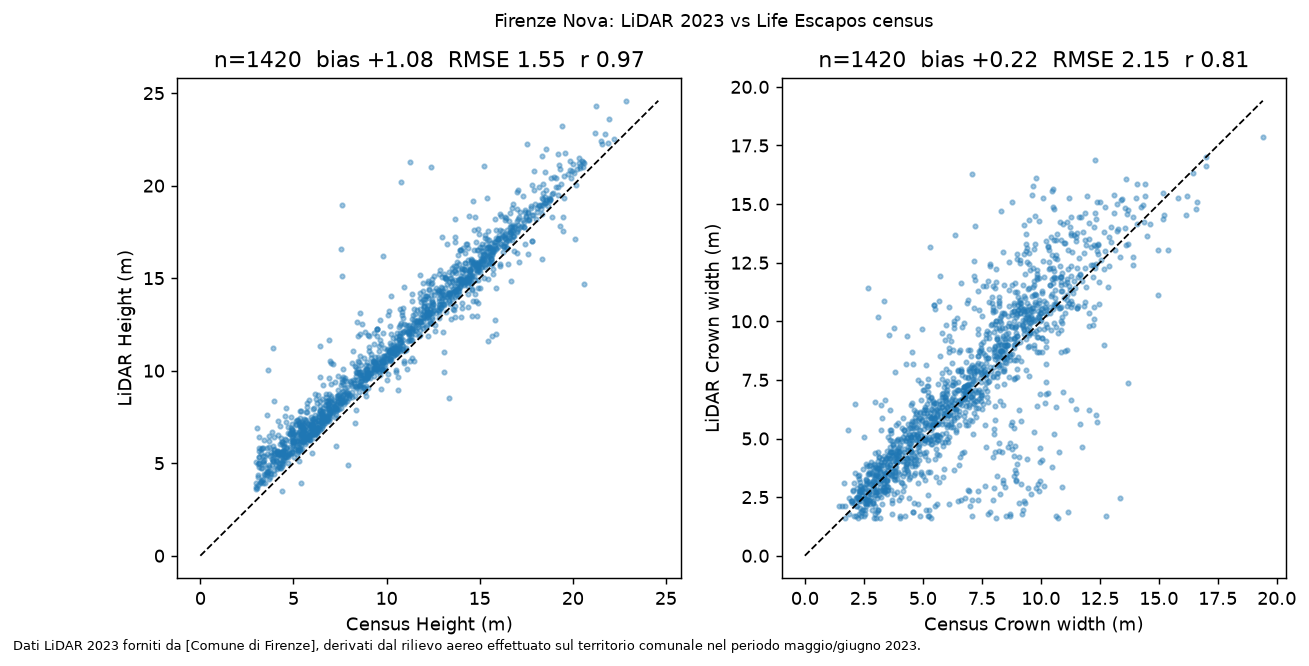 Firenze Nova: LiDAR 2023 vs Life Escapos census
n=1420  bias +1.08  RMSE 1.55  r 0.97
n=1420  bias +0.22  RMSE 2.15  r 0.81
LiDAR Height (m)
25
20
15
10
5
0
0 5 10 15 20 25
Census Height (m)
LiDAR Crown width (m)
20.0
17.5
15.0
12.5
10.0
7.5
5.0
2.5
0.0
0.0 2.5 5.0 7.5 10.0 12.5 15.0 17.5 20.0
Census Crown width (m)
Dati LiDAR 2023 forniti da [Comune di Firenze], derivati dal rilievo aereo effettuato sul territorio comunale nel periodo maggio/giugno 2023.